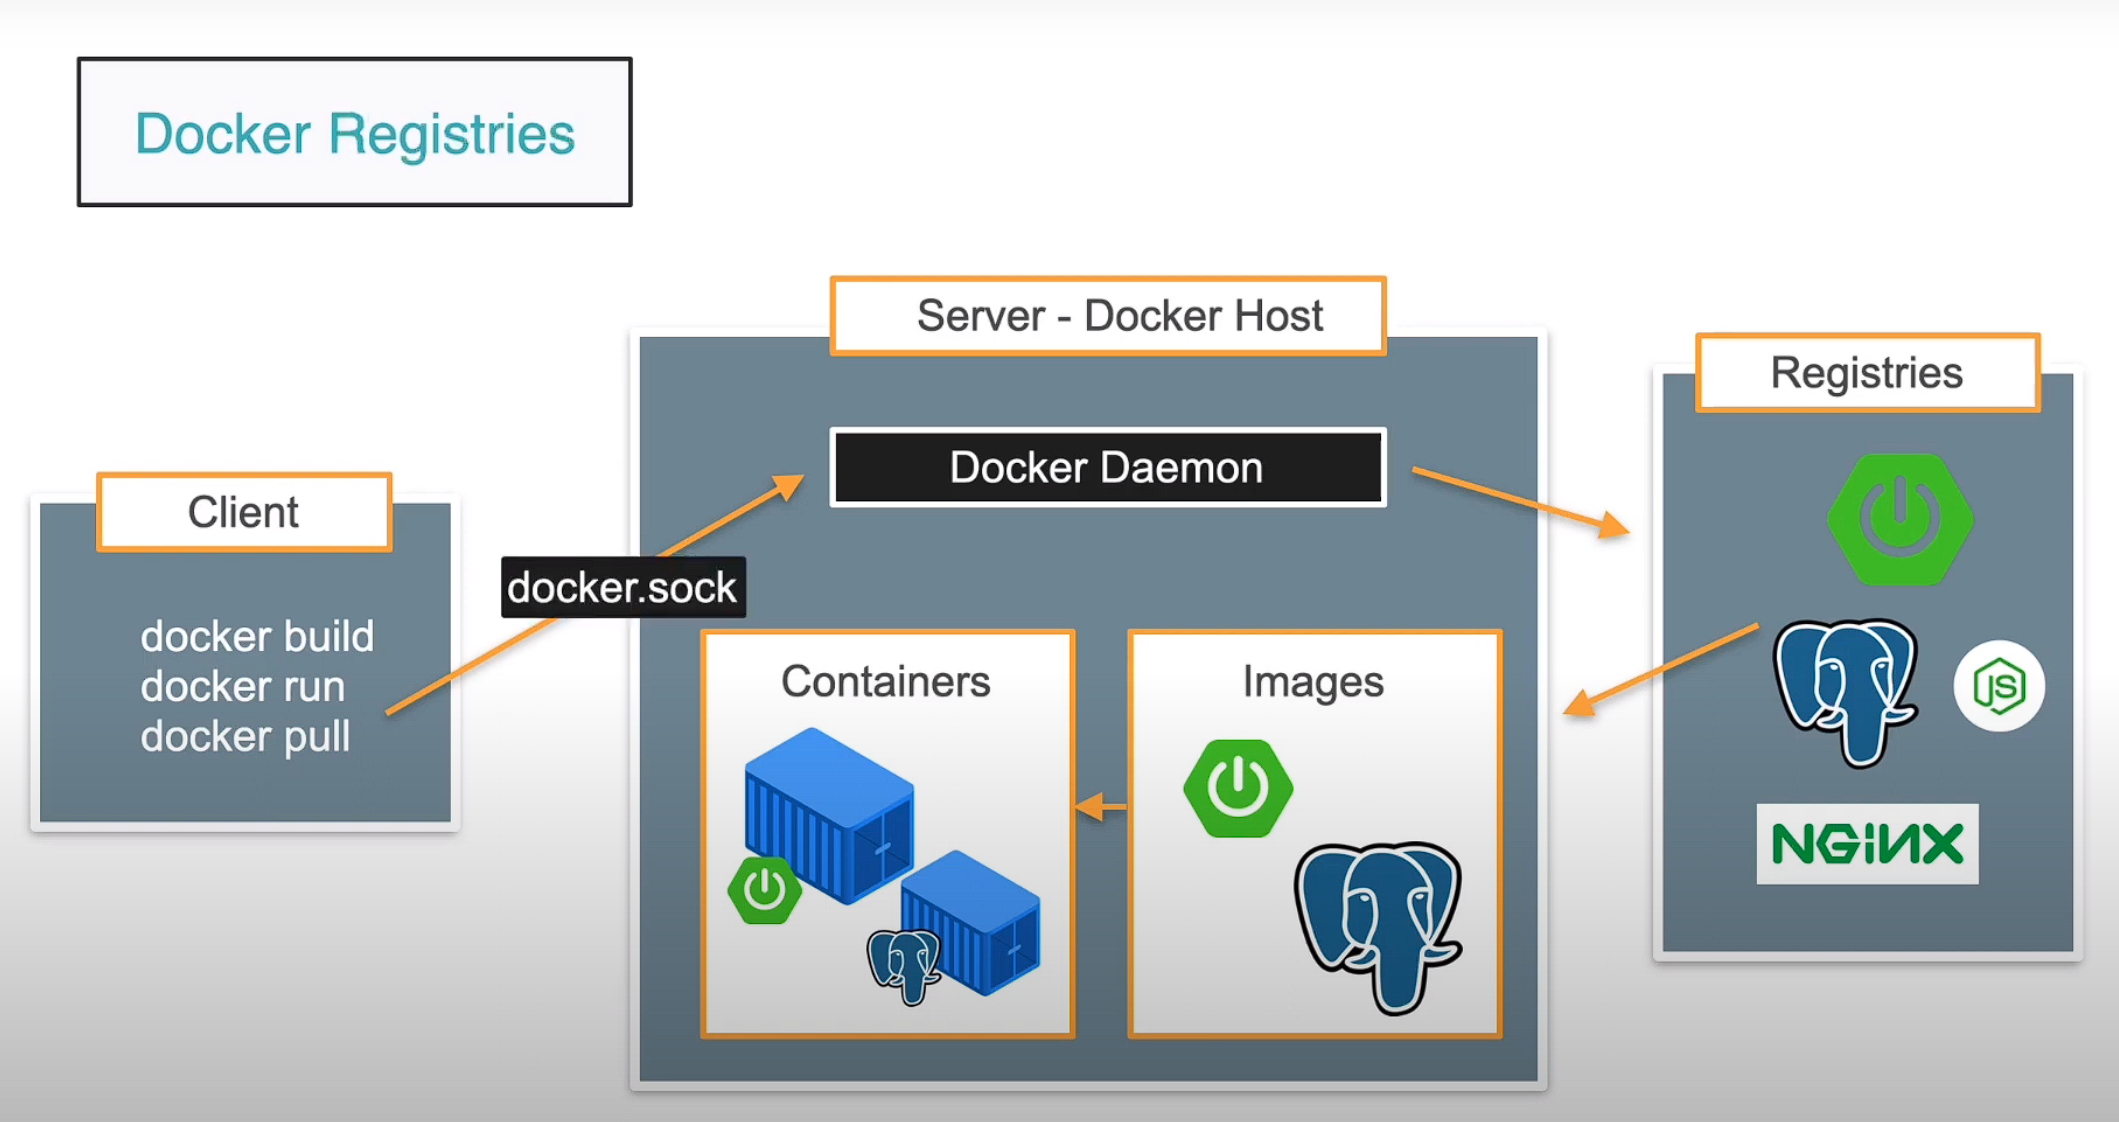 Docker Registries
Client
docker build
docker run
docker pull
docker.sock
Server - Docker Host
Docker Daemon
Containers
Images
Registries
JS
NGINX